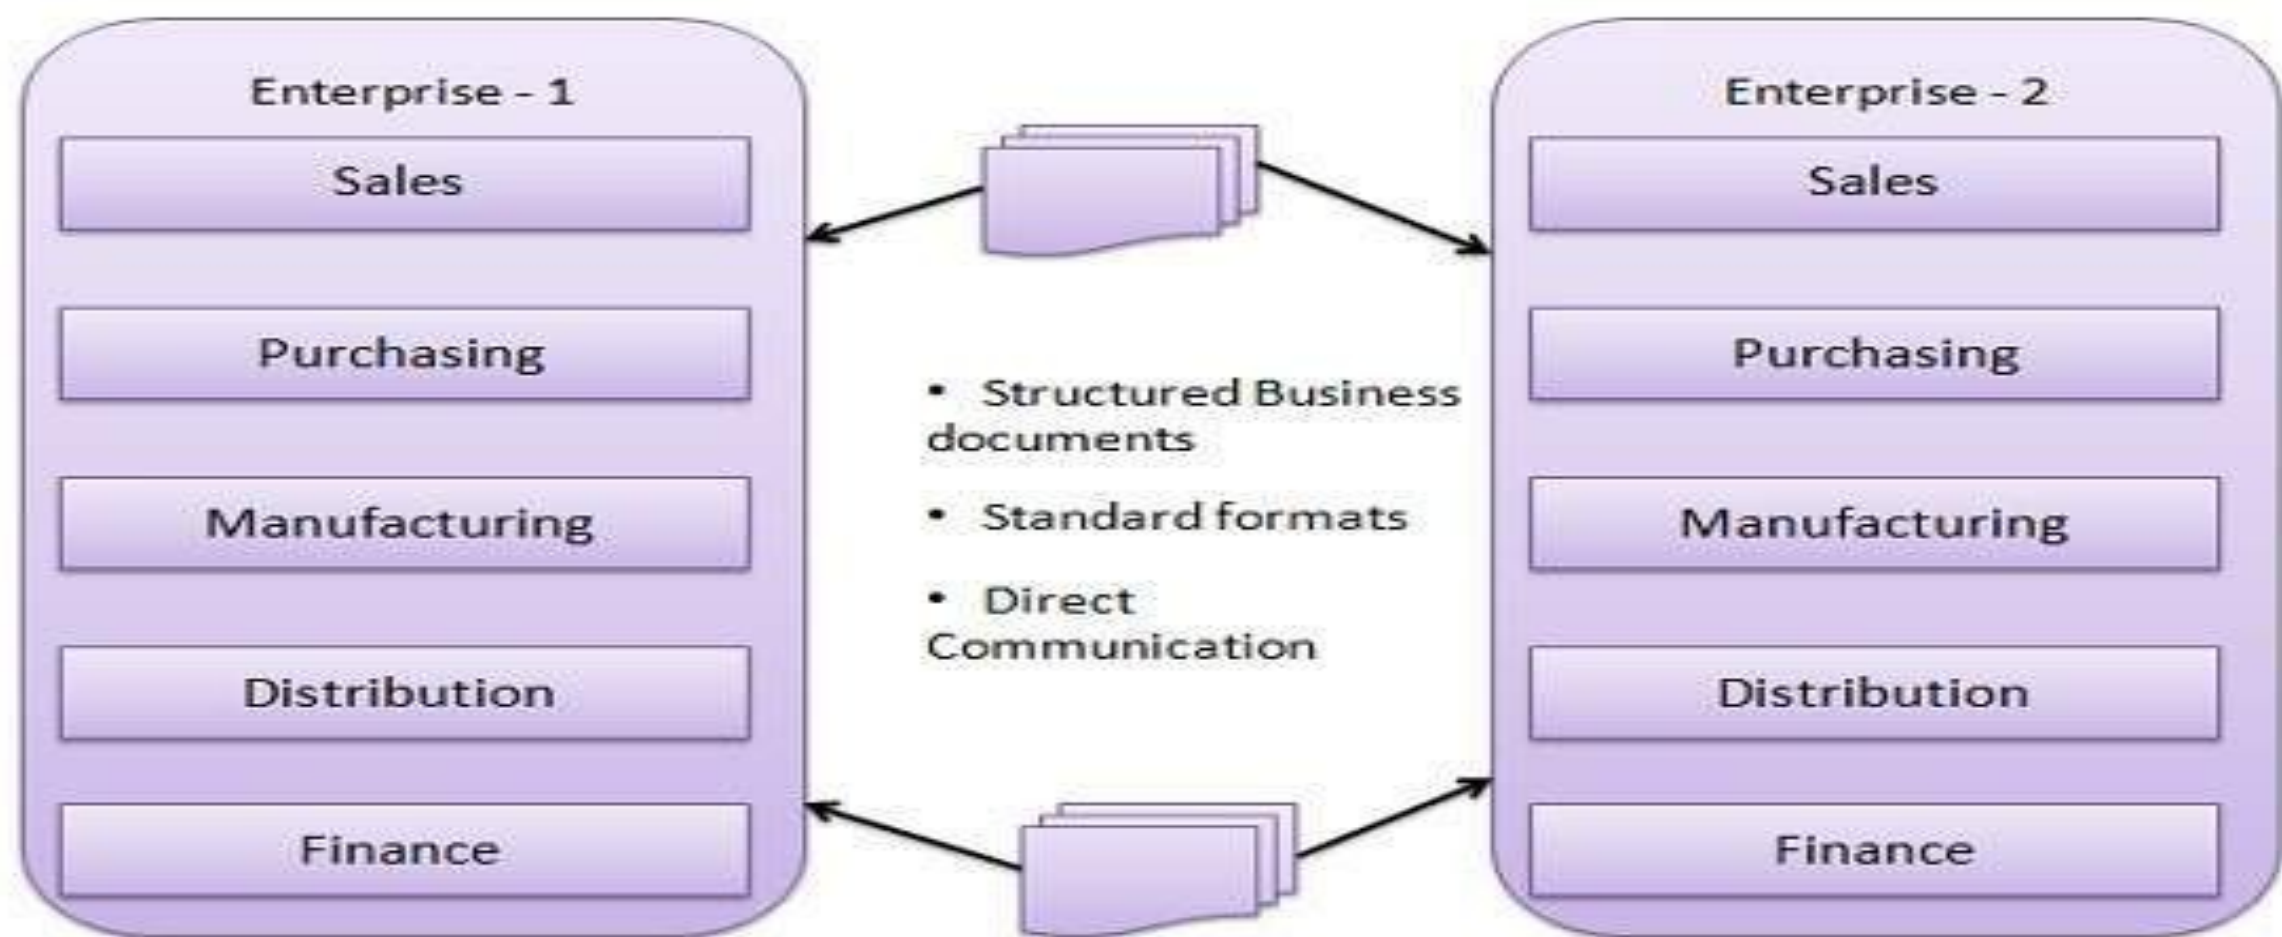 Enterprise - 1
Sales
Purchasing
Manufacturing
Distribution
Finance
• Structured Business
documents
• Standard formats
• Direct
Communication
Enterprise - 2
Sales
Purchasing
Manufacturing
Distribution
Finance